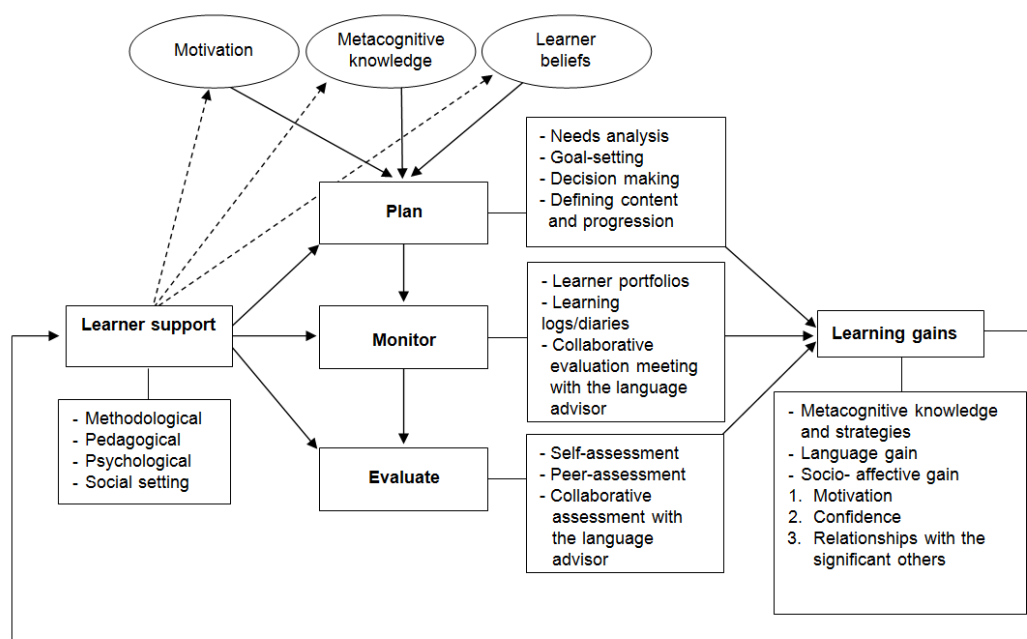 Motivation
Metacognitive
knowledge
Learner
beliefs
- Needs analysis
- Goal-setting
- Decision making
- Defining content
and progression
Plan
- Learner portfolios
- Learning
logs/diaries
- Collaborative
evaluation meeting
with the language
advisor
Learner support
Monitor
Learning gains
- Methodological
- Pedagogical
- Psychological
- Social setting
- Metacognitive knowledge
and strategies
- Language gain
- Socio- affective gain
1. Motivation
2. Confidence
3. Relationships with the
significant others
Evaluate
- Self-assessment
- Peer-assessment
- Collaborative
assessment with
the language
advisor